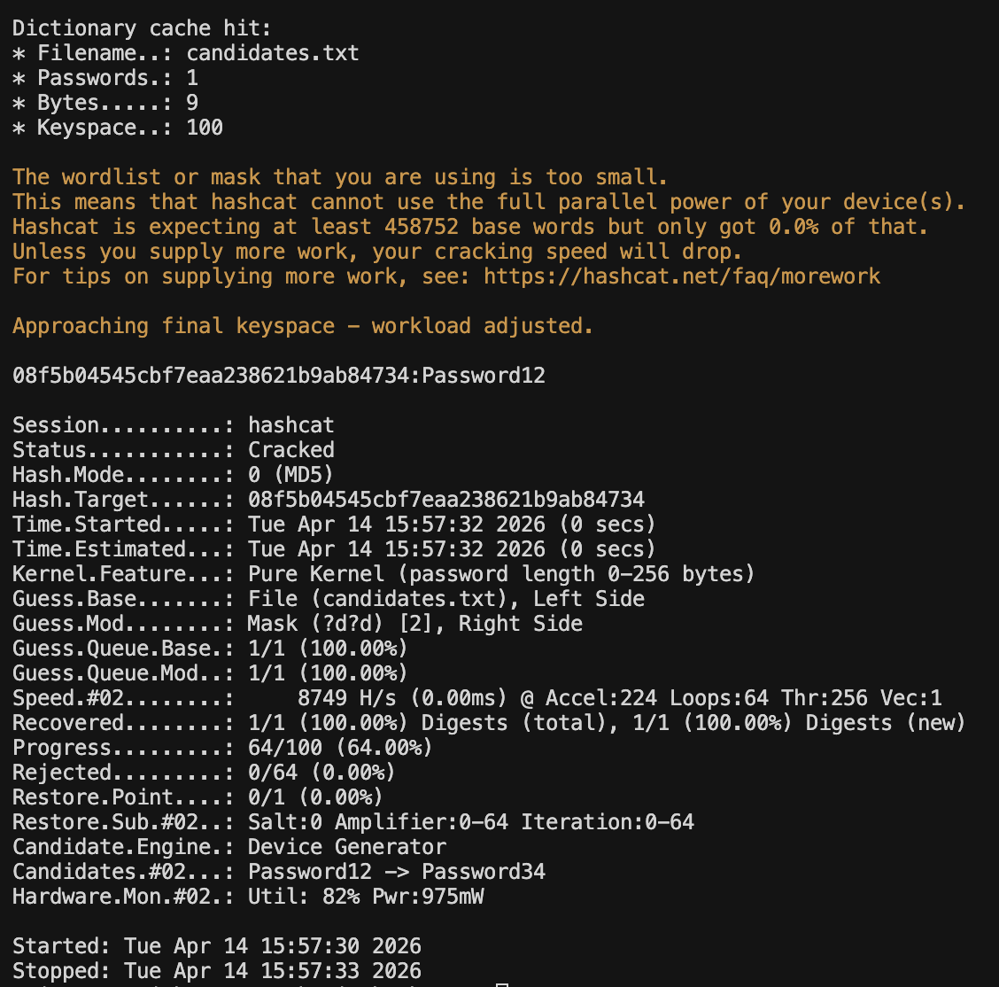 Dictionary cache hit:
* Filename..: candidates.txt
* Passwords.: 1
* Bytes.....: 9
* Keyspace..: 100

The wordlist or mask that you are using is too small.
This means that hashcat cannot use the full parallel power of your device(s).
Hashcat is expecting at least 458752 base words but only got 0.0% of that.
Unless you supply more work, your cracking speed will drop.
For tips on supplying more work, see: https://hashcat.net/faq/morework

Approaching final keyspace - workload adjusted.

08f5b04545cbf7eaa238621b9ab84734:Password12

Session..........: hashcat
Status...........: Cracked
Hash.Mode........: 0 (MD5)
Hash.Target......: 08f5b04545cbf7eaa238621b9ab84734
Time.Started.....: Tue Apr 14 15:57:32 2026 (0 secs)
Time.Estimated...: Tue Apr 14 15:57:32 2026 (0 secs)
Kernel.Feature...: Pure Kernel (password length 0-256 bytes)
Guess.Base.......: File (candidates.txt), Left Side
Guess.Mod........: Mask (?d?d) [2], Right Side
Guess.Queue.Base.: 1/1 (100.00%)
Guess.Queue.Mod..: 1/1 (100.00%)
Speed.#02........:     8749 H/s (0.00ms) @ Accel:224 Loops:64 Thr:256 Vec:1
Recovered........: 1/1 (100.00%) Digests (total), 1/1 (100.00%) Digests (new)
Progress.........: 64/100 (64.00%)
Rejected.........: 0/64 (0.00%)
Restore.Point....: 0/1 (0.00%)
Restore.Sub.#02..: Salt:0 Amplifier:0-64 Iteration:0-64
Candidate.Engine.: Device Generator
Candidates.#02...: Password12 -> Password34
Hardware.Mon.#02.: Util: 82% Pwr:975mW

Started: Tue Apr 14 15:57:30 2026
Stopped: Tue Apr 14 15:57:33 2026